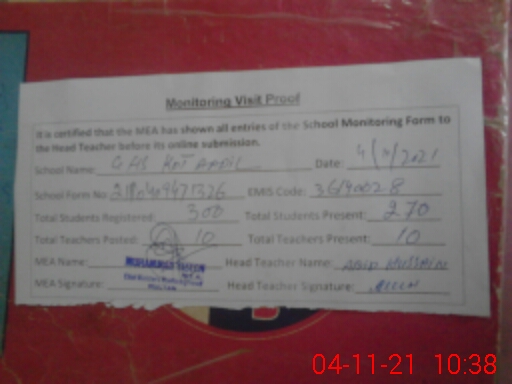 Monitoring Visit Proof
It is certified that the MEA has shown all entries of the School Monitoring Form to
the Head Teacher before its online submission.
School Name: GHS Date: 4/11/2021
School Form No: EMIS Code:
Total Students Registered: 300 Total Students Present: 270
Total Teachers Posted: 10 Total Teachers Present: 10
MEA Name: Head Teacher Name: ABID HUSSAIN
MEA Signature: Head Teacher Signature:
04-11-21 10:38